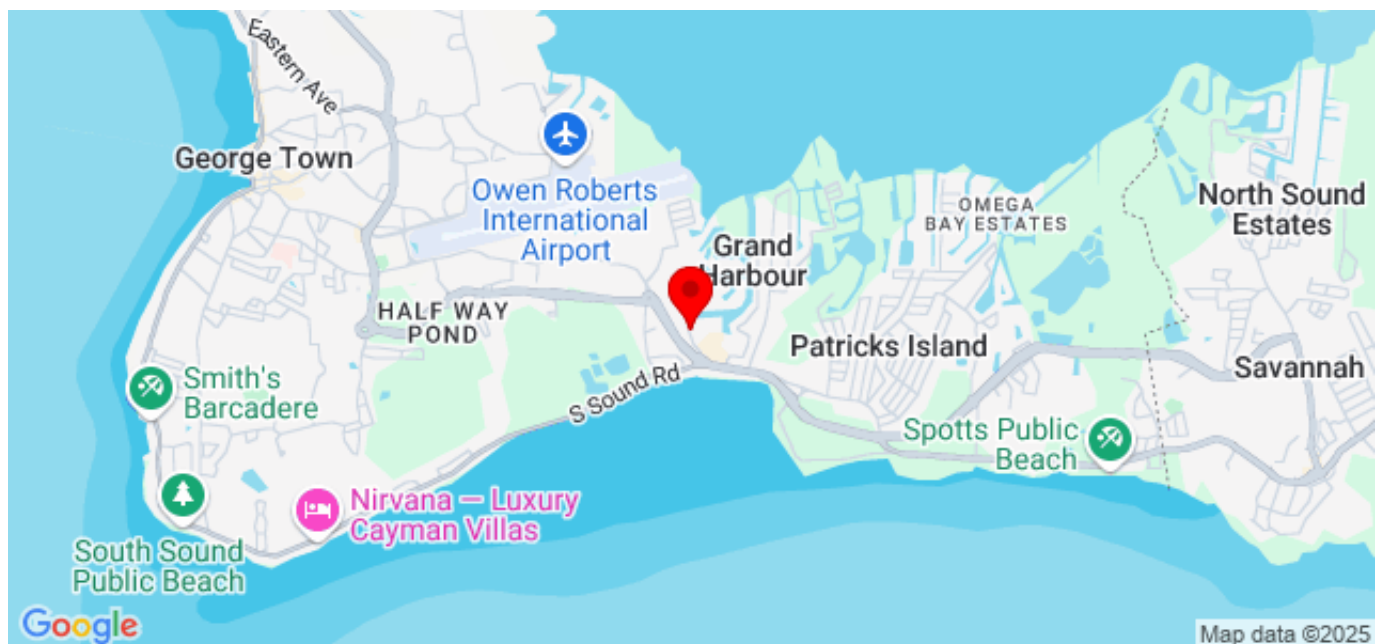 Eastern Ave
George Town
Owen Roberts
International
Airport
Grand
Harbour
OMEGA
BAY ESTATES
North Sound
Estates
HALF WAY
POND
Patricks Island
Savannah
Smith's
Barcadere
S Sound Rd
Spotts Public
Beach
Nirvana — Luxury
Cayman Villas
South Sound
Public Beach
Google
Map data ©2025